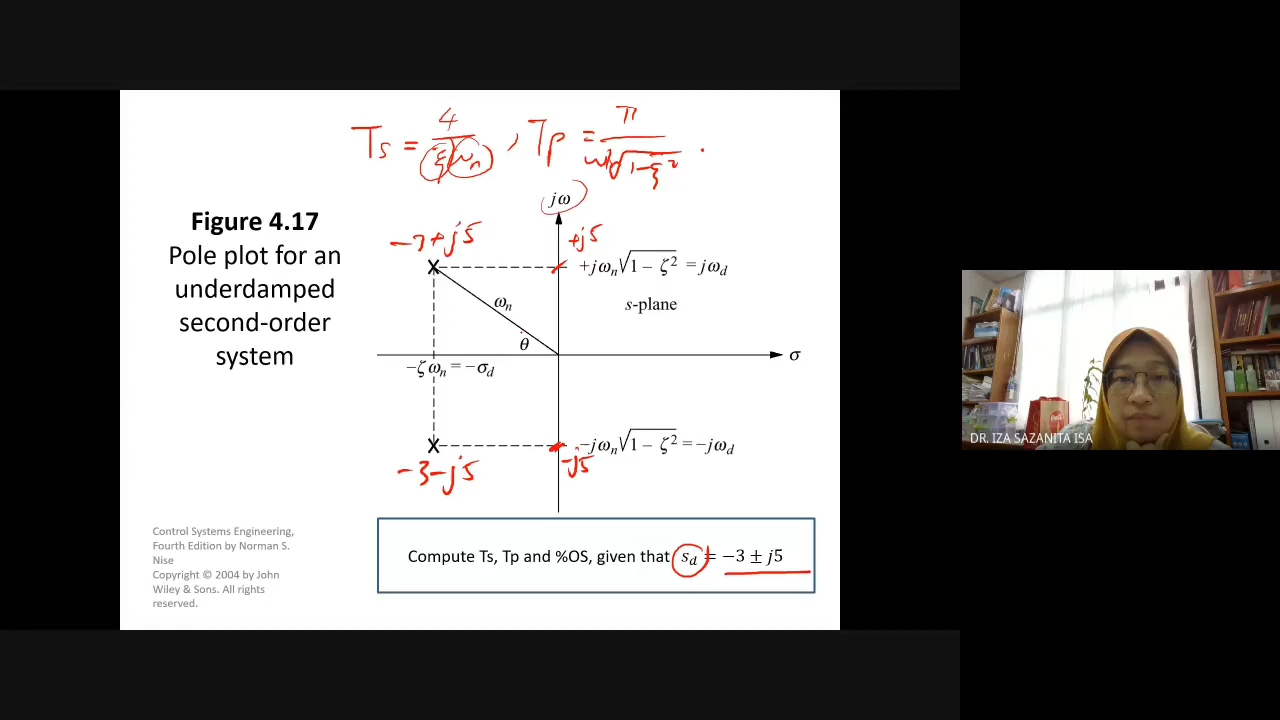 Ts = 4/ξωn , Tp = π/ωn√1-ξ² .
Figure 4.17
Pole plot for an
underdamped
second-order
system
jω
-3+j5
+j5
+jωn√1 − ζ² = jωd
ωn
s-plane
θ
σ
−ζωn = −σd
−jωn√1 − ζ² = −jωd
-3-j5
-j5
Control Systems Engineering,
Fourth Edition by Norman S.
Nise
Copyright © 2004 by John
Wiley & Sons. All rights
reserved.
Compute Ts, Tp and %OS, given that sd = −3 ± j5
DR. IZA SAZANITA ISA